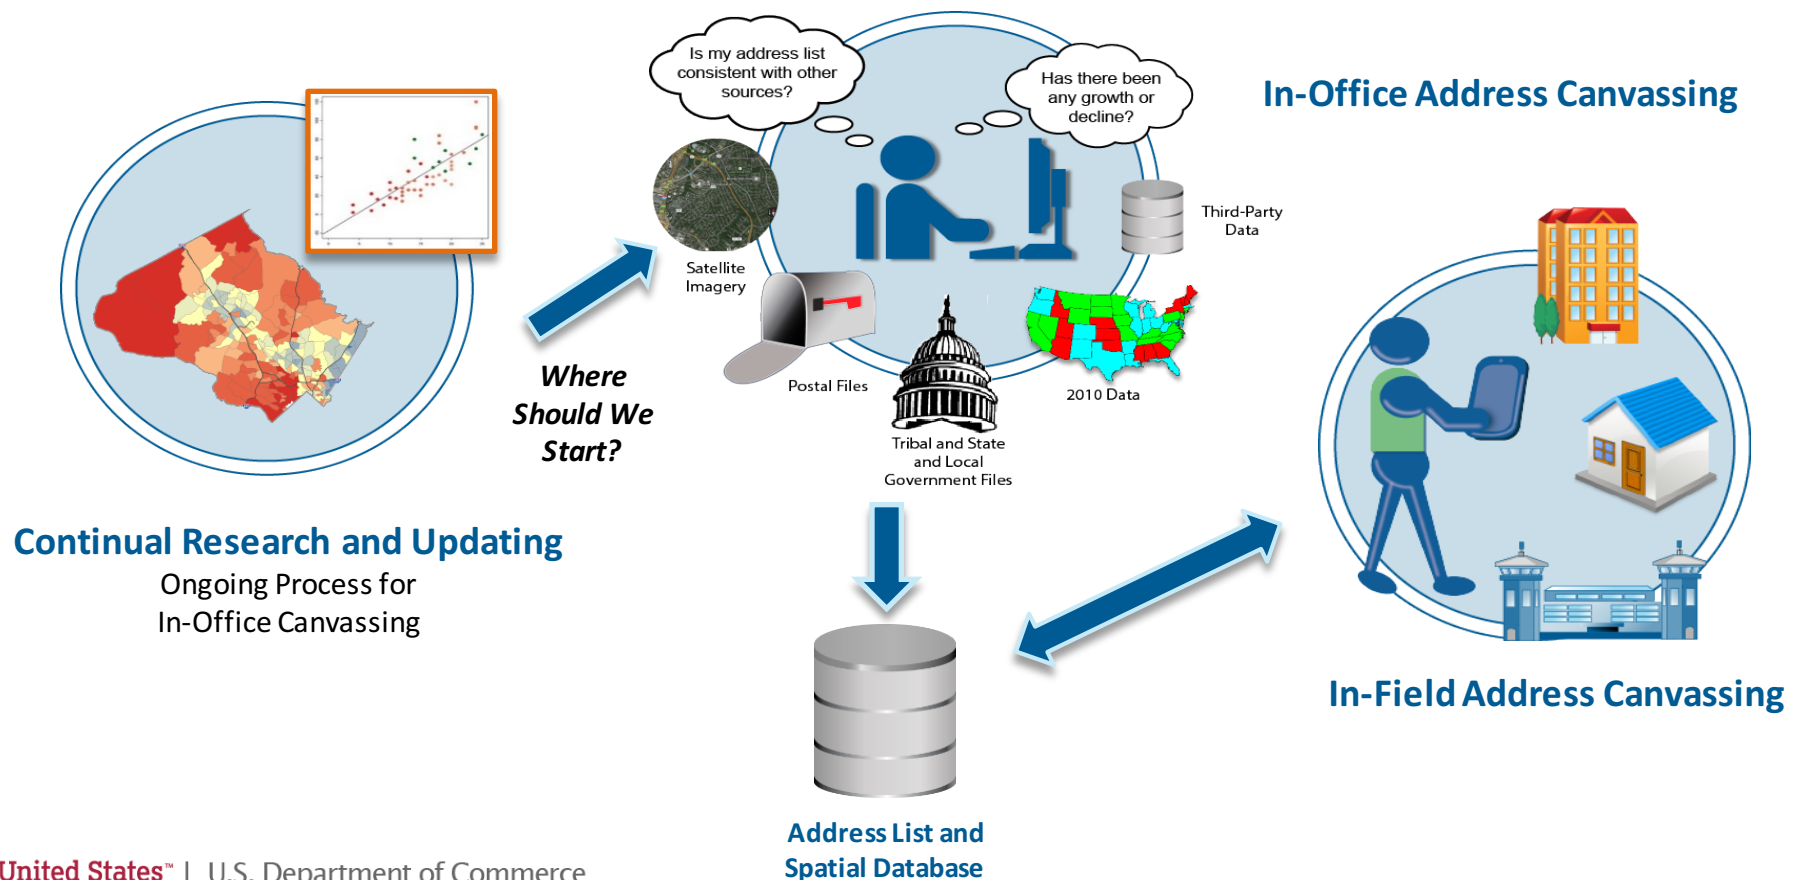 Is my address list
consistent with other
sources?
Has there been
any growth or
decline?
In-Office Address Canvassing
Third-Party
Data
Satellite
Imagery
Where
Should We
Start?
Postal Files
2010 Data
Tribal and State
and Local
Government Files
Continual Research and Updating
Ongoing Process for
In-Office Canvassing
In-Field Address Canvassing
Address List and
Spatial Database
United States™ | U.S. Department of Commerce